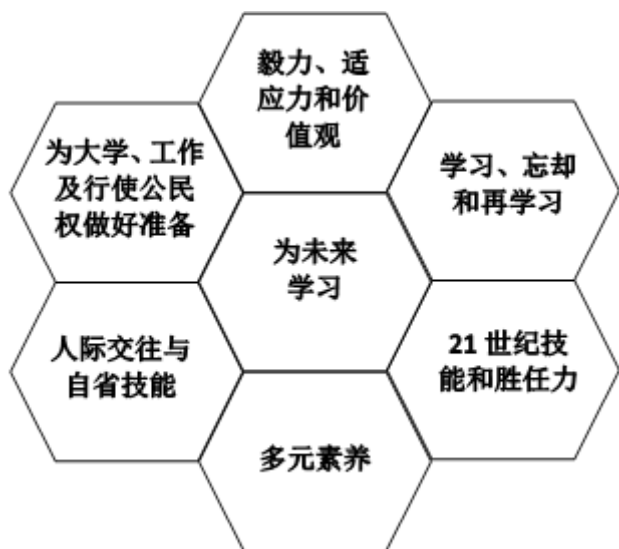 毅力、适
应力和价
值观
为大学、工作
及行使公民
权做好准备
学习、忘却
和再学习
为未来
学习
人际交往与
自省技能
21 世纪技
能和胜任力
多元素养